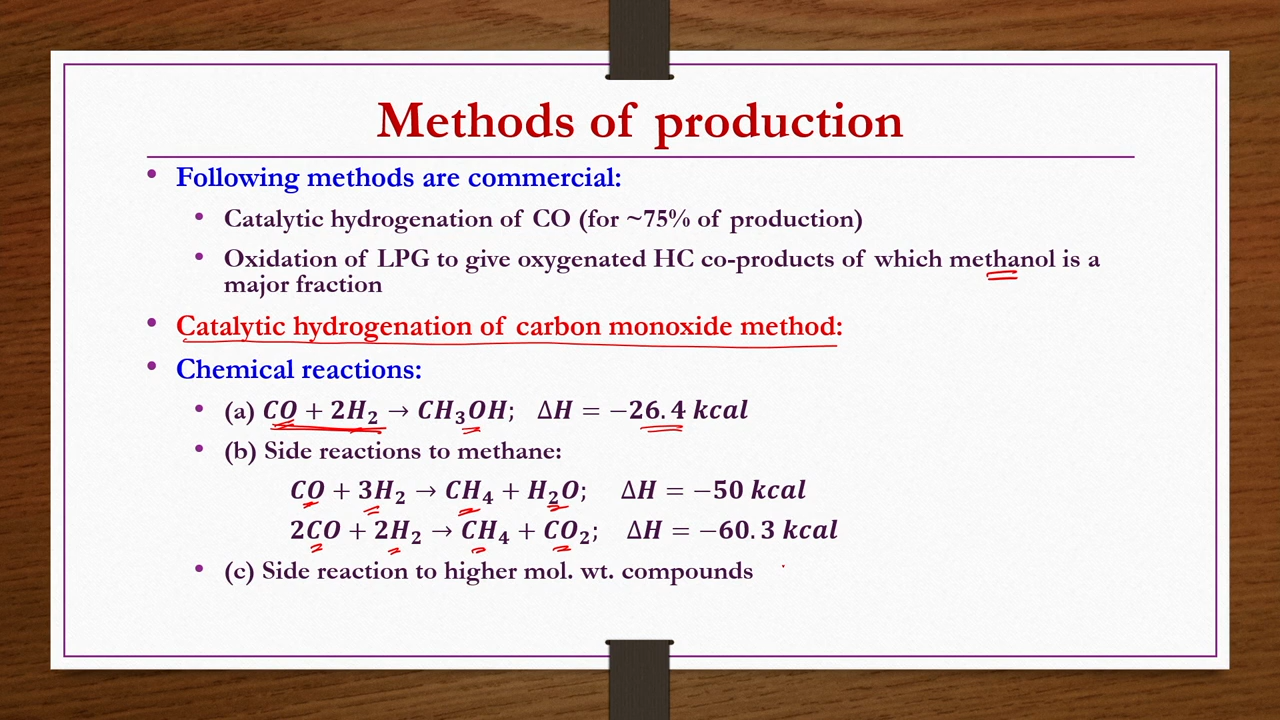 Methods of production
• Following methods are commercial:
• Catalytic hydrogenation of CO (for ~75% of production)
• Oxidation of LPG to give oxygenated HC co-products of which methanol is a
major fraction
• Catalytic hydrogenation of carbon monoxide method:
• Chemical reactions:
• (a) CO + 2H₂ → CH₃OH; ΔH = −26.4 kcal
• (b) Side reactions to methane:
CO + 3H₂ → CH₄ + H₂O; ΔH = −50 kcal
2CO + 2H₂ → CH₄ + CO₂; ΔH = −60.3 kcal
• (c) Side reaction to higher mol. wt. compounds